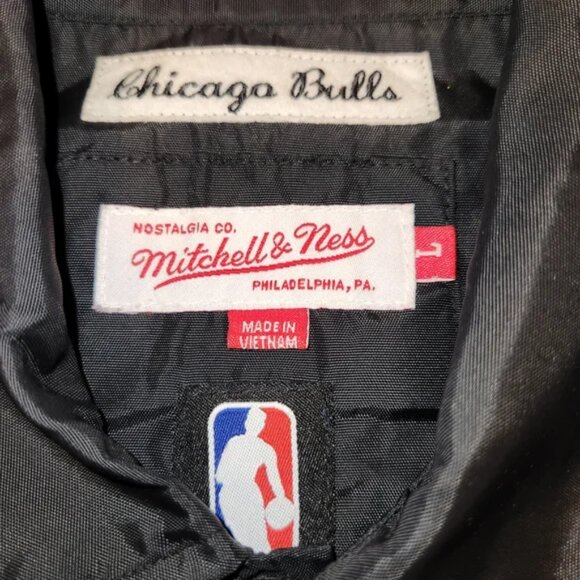 Chicago Bulls
NOSTALGIA CO.
Mitchell & Ness
PHILADELPHIA, PA.
L
MADE IN
VIETNAM